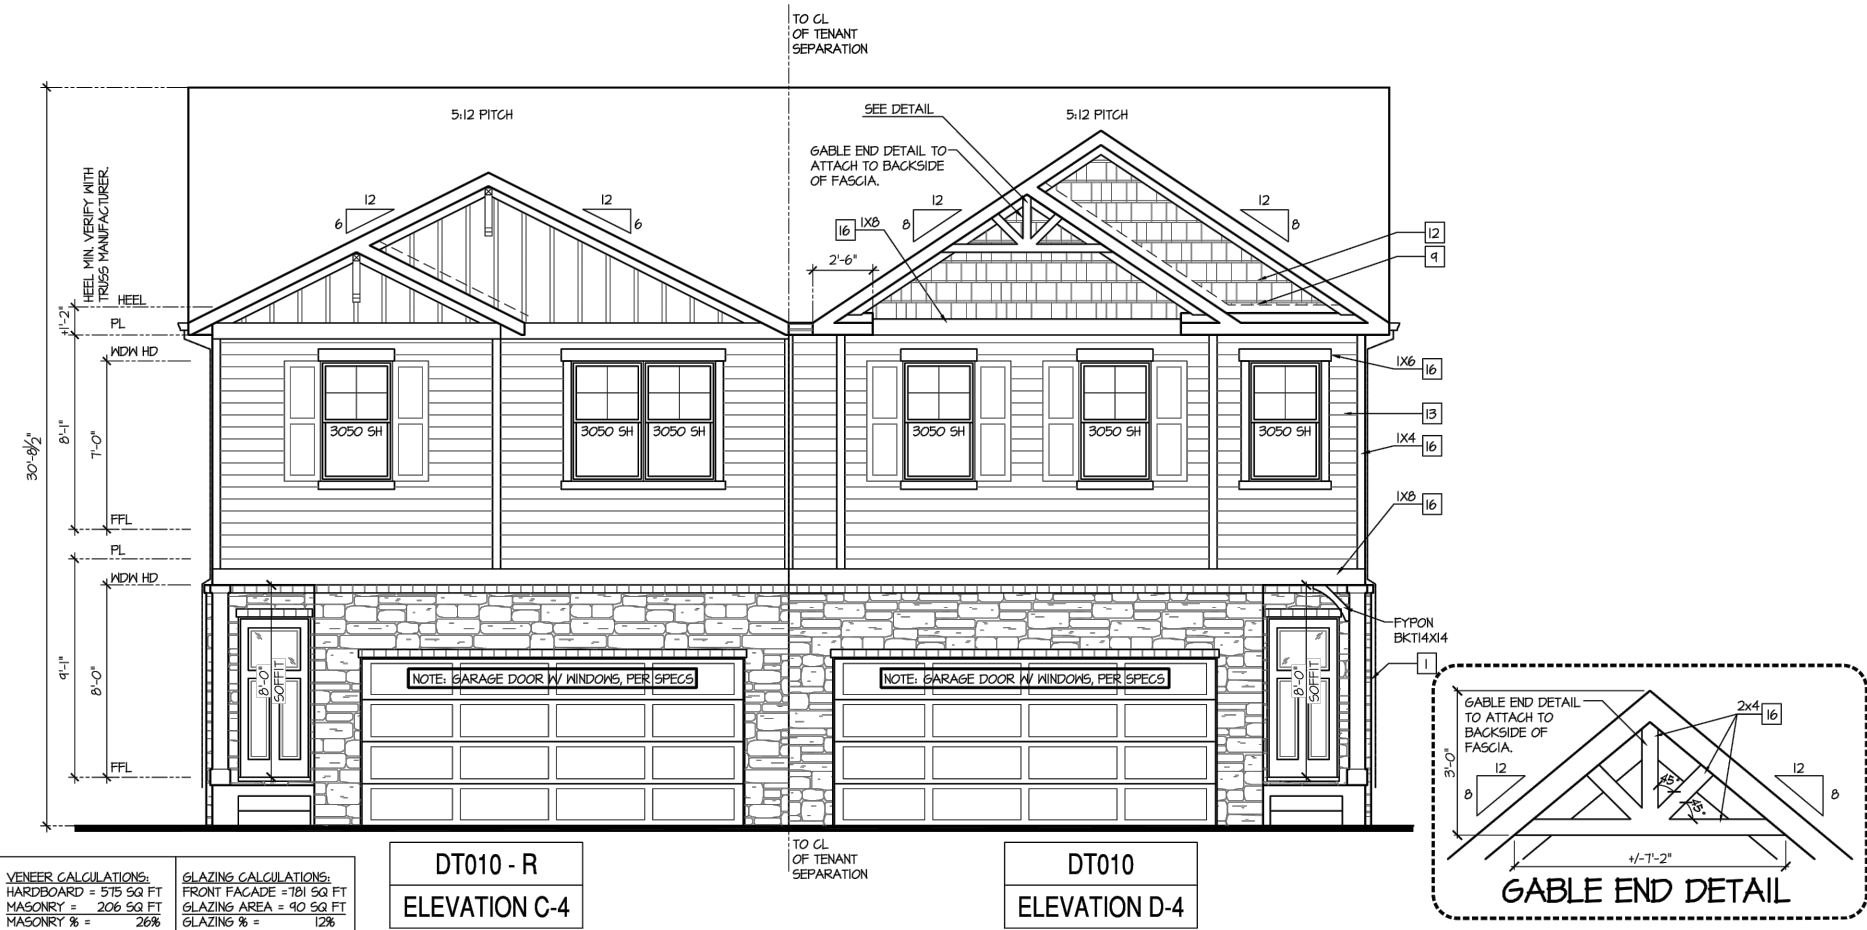 TO CL
OF TENANT
SEPARATION
5:12 PITCH
SEE DETAIL
5:12 PITCH
GABLE END DETAIL TO
ATTACH TO BACKSIDE
OF FASCIA.
HEEL MIN. VERIFY WITH
TRUSS MANUFACTURER.
12
6
12
6
12
8
12
8
16 1X8
2'-6"
12
9
HEEL
+1'-2"
PL
WDW HD
1X6 16
13
1X4 16
30'-8 1/2"
8'-1"
7'-0"
3050 SH
3050 SH
3050 SH
3050 SH
3050 SH
3050 SH
1X8 16
FFL
PL
WDW HD
9'-1"
8'-0"
8'-0"
SOFFIT
8'-0"
SOFFIT
FYPON
BKT14X14
1
NOTE: GARAGE DOOR W/ WINDOWS, PER SPECS
NOTE: GARAGE DOOR W/ WINDOWS, PER SPECS
FFL
GABLE END DETAIL
TO ATTACH TO
BACKSIDE OF
FASCIA.
2x4 16
3'-0"
12
8
12
8
45°
45°
+/-7'-2"
GABLE END DETAIL
TO CL
OF TENANT
SEPARATION
DT010 - R
ELEVATION C-4
DT010
ELEVATION D-4
VENEER CALCULATIONS:
HARDBOARD = 575 SQ FT
MASONRY = 206 SQ FT
MASONRY % = 26%
GLAZING CALCULATIONS:
FRONT FACADE =781 SQ FT
GLAZING AREA = 90 SQ FT
GLAZING % = 12%